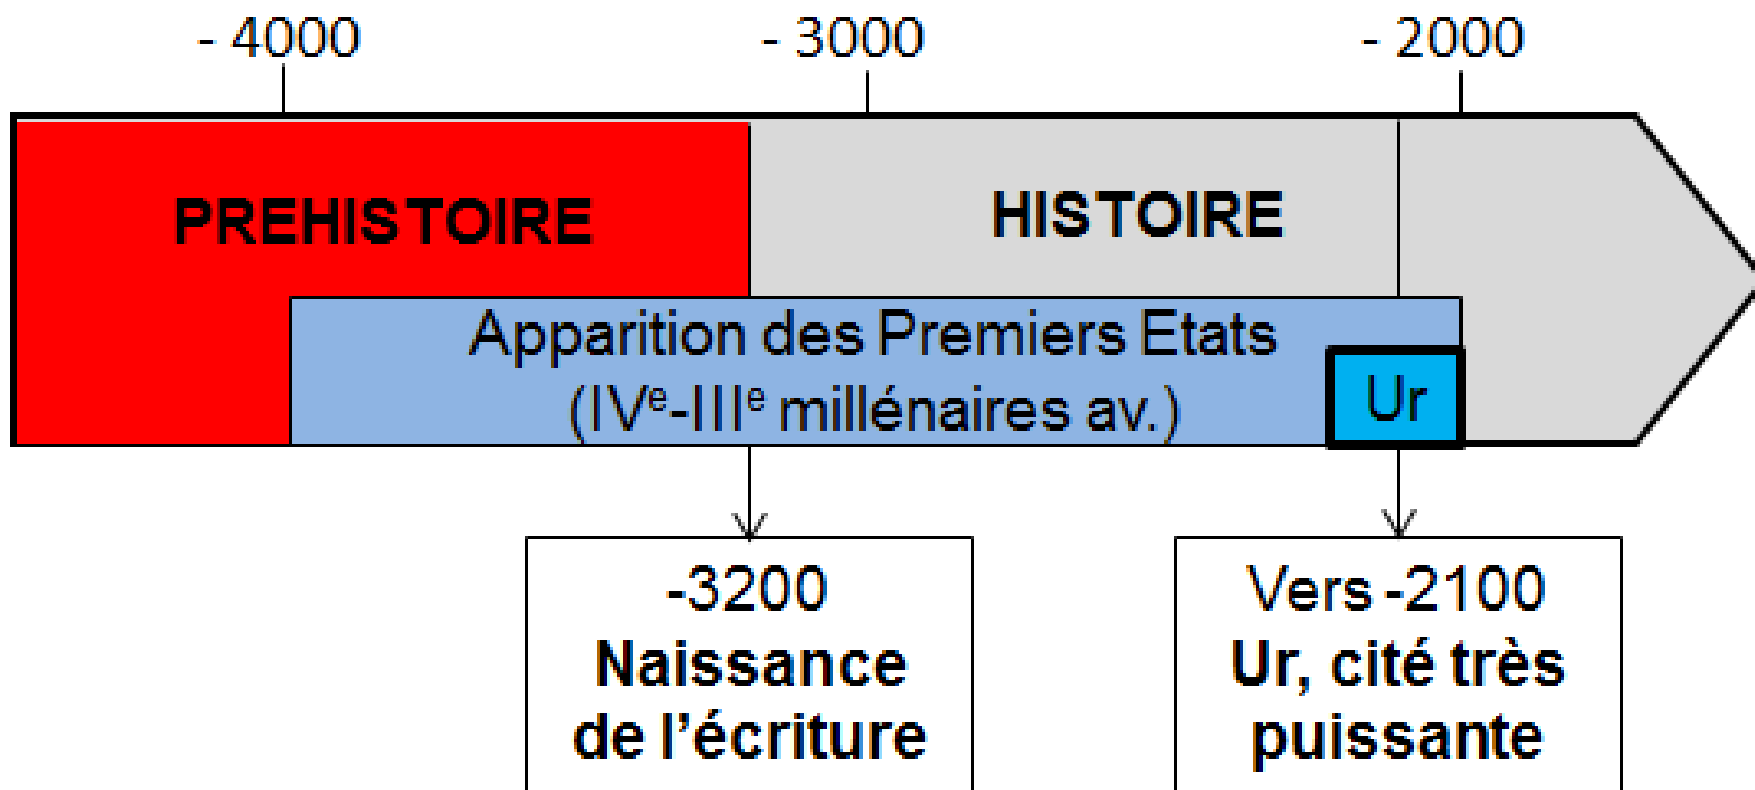 - 4000
- 3000
- 2000
PREHISTOIRE
HISTOIRE
Apparition des Premiers Etats
(IVᵉ-IIIᵉ millénaires av.)
Ur
-3200
Naissance
de l’écriture
Vers -2100
Ur, cité très
puissante